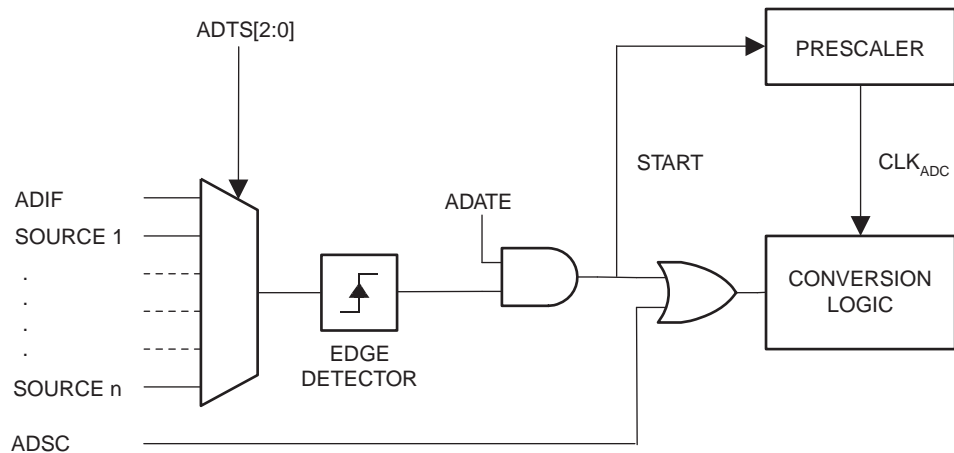 ADTS[2:0]
PRESCALER
START
CLKADC
ADIF
ADATE
SOURCE 1
.
.
.
.
CONVERSION
LOGIC
EDGE
DETECTOR
SOURCE n
ADSC